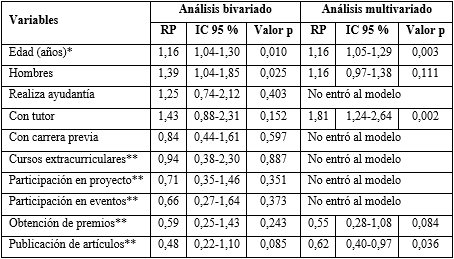 Variables Análisis bivariado Análisis multivariado
RP IC 95 % Valor p RP IC 95 % Valor p
Edad (años)* 1,16 1,04-1,30 0,010 1,16 1,05-1,29 0,003
Hombres 1,39 1,04-1,85 0,025 1,16 0,97-1,38 0,111
Realiza ayudantía 1,25 0,74-2,12 0,403 No entró al modelo
Con tutor 1,43 0,88-2,31 0,152 1,81 1,24-2,64 0,002
Con carrera previa 0,84 0,44-1,61 0,597 No entró al modelo
Cursos extracurriculares** 0,94 0,38-2,30 0,887 No entró al modelo
Participación en proyecto** 0,71 0,35-1,46 0,351 No entró al modelo
Participación en eventos** 0,66 0,27-1,64 0,373 No entró al modelo
Obtención de premios** 0,59 0,25-1,43 0,243 0,55 0,28-1,08 0,084
Publicación de artículos** 0,48 0,22-1,10 0,085 0,62 0,40-0,97 0,036